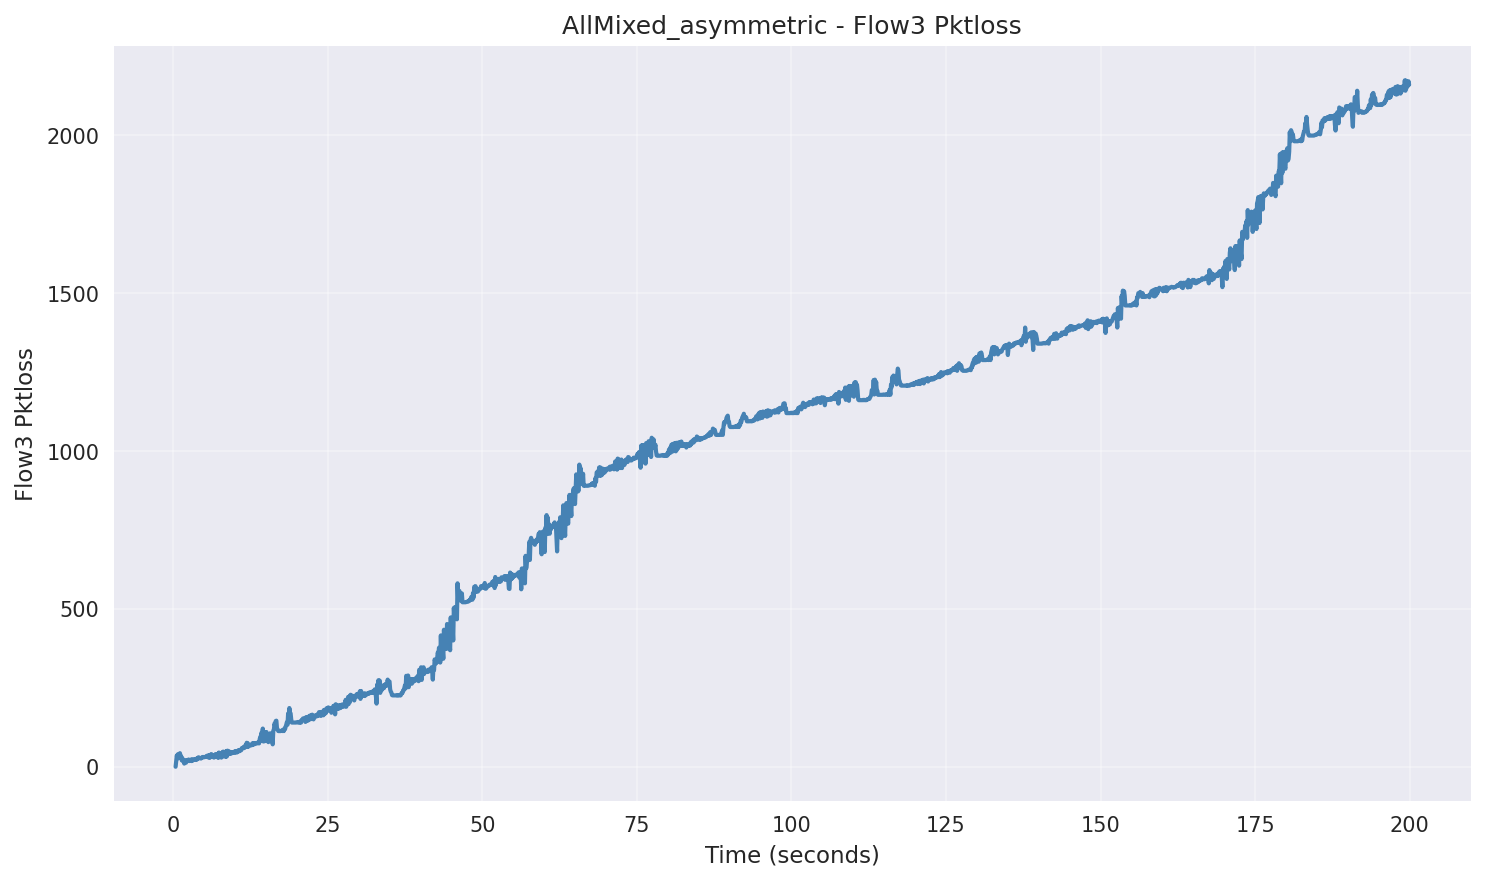 AllMixed_asymmetric - Flow3 Pktloss
Flow3 Pktloss
2000
1500
1000
500
0
0 25 50 75 100 125 150 175 200
Time (seconds)